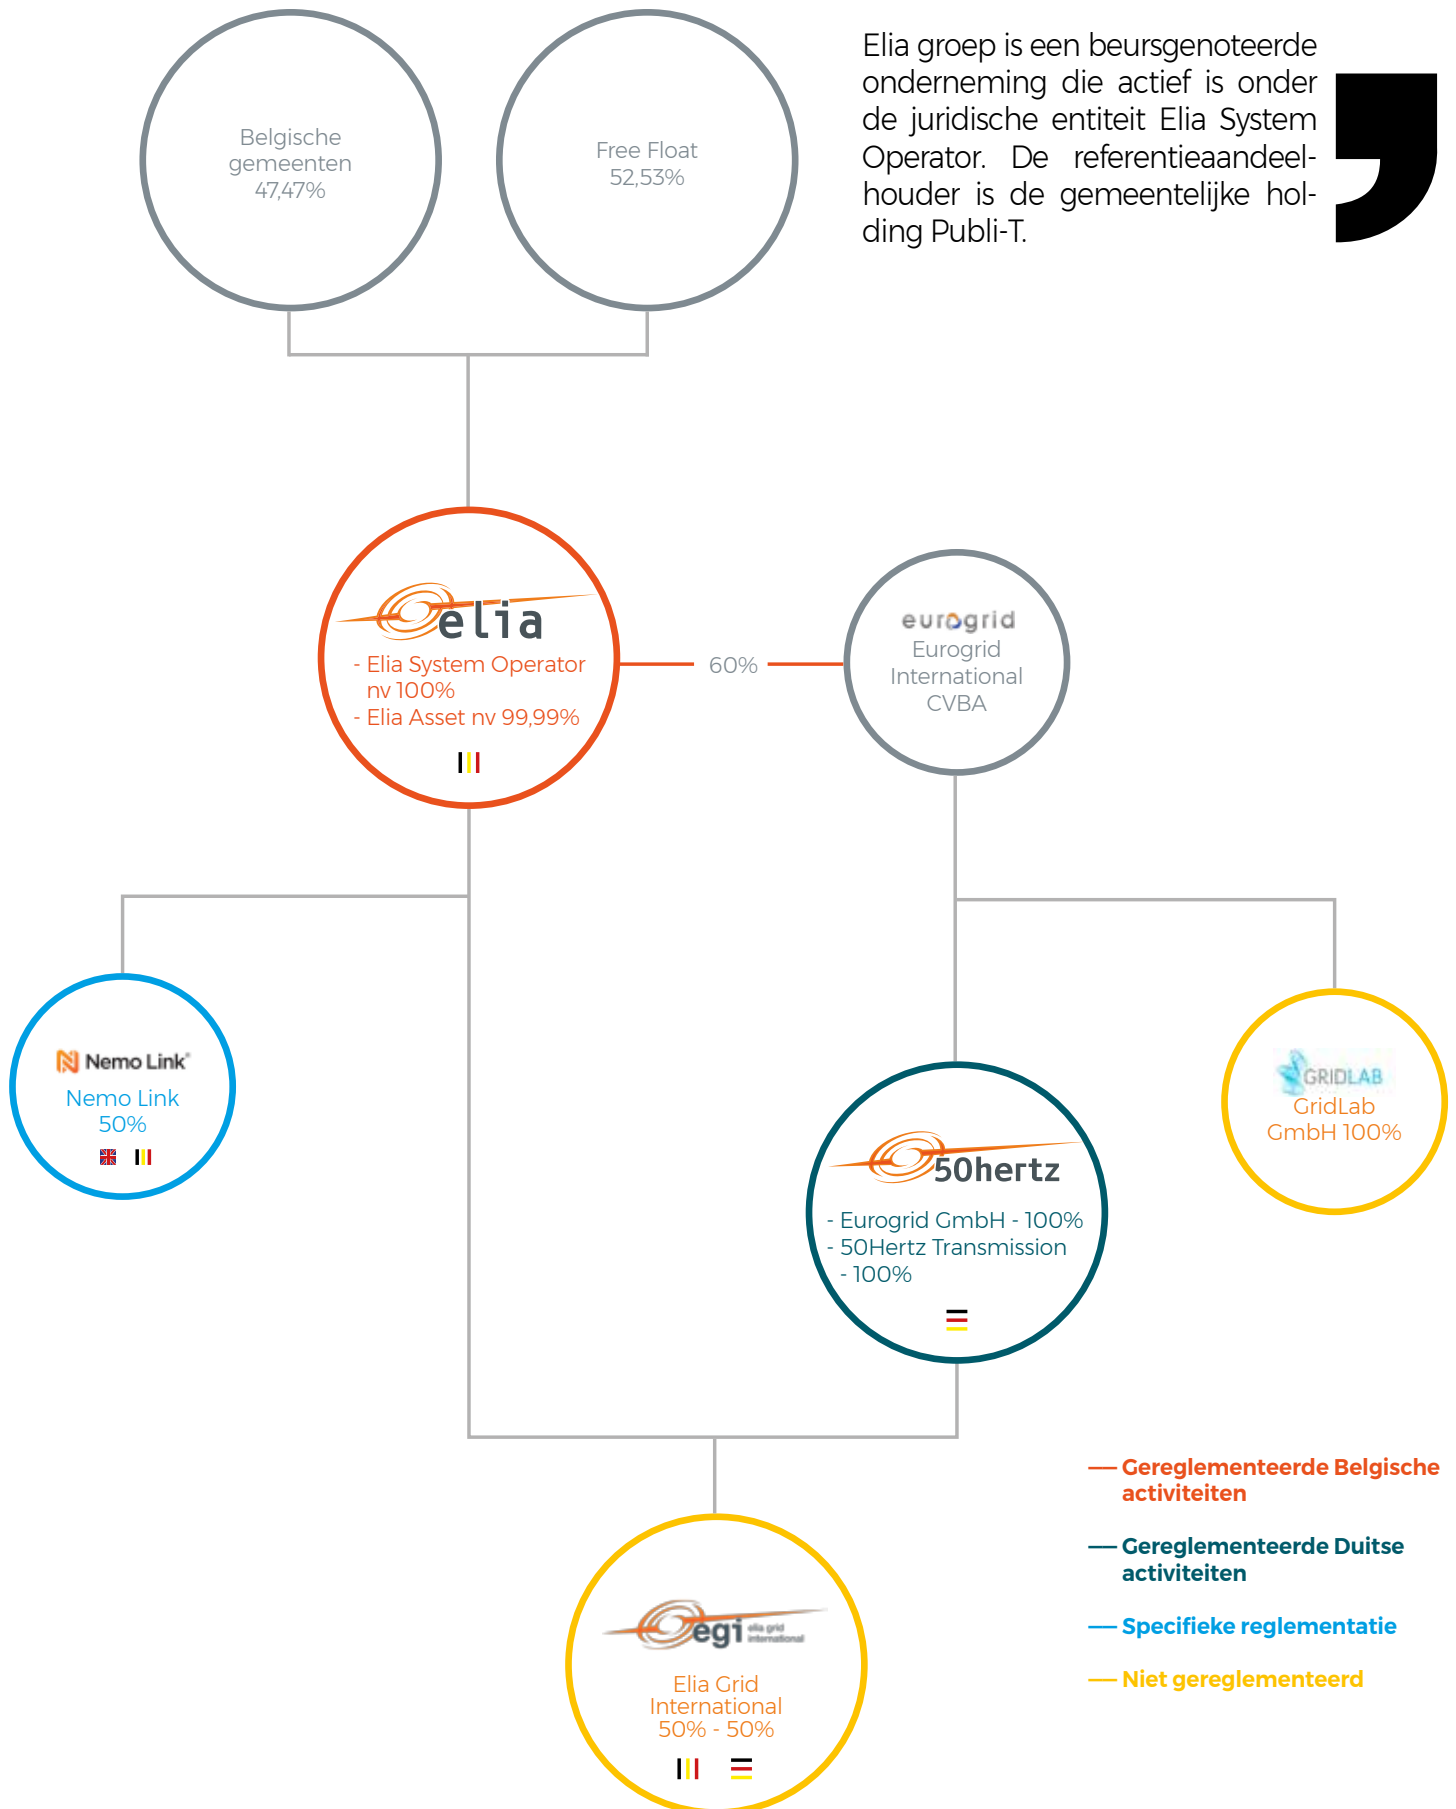 Belgische
gemeenten
47,47%
Free Float
52,53%
Elia groep is een beursgenoteerde
onderneming die actief is onder
de juridische entiteit Elia System
Operator. De referentieaandeel-
houder is de gemeentelijke hol-
ding Publi-T.
elia
- Elia System Operator
nv 100%
- Elia Asset nv 99,99%
60%
eurogrid
Eurogrid
International
CVBA
Nemo Link®
Nemo Link
50%
GRIDLAB
GridLab
GmbH 100%
50hertz
- Eurogrid GmbH - 100%
- 50Hertz Transmission
- 100%
egi elia grid
international
Elia Grid
International
50% - 50%
Gereglementeerde Belgische
activiteiten
Gereglementeerde Duitse
activiteiten
Specifieke reglementatie
Niet gereglementeerd